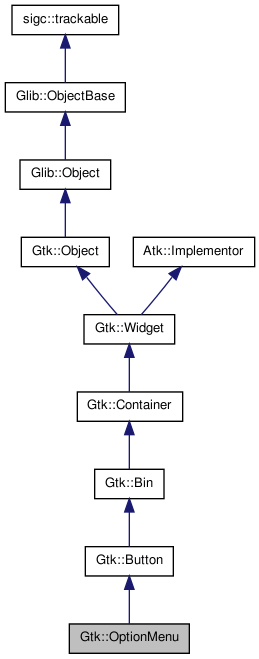 sigc::trackable
Glib::ObjectBase
Glib::Object
Gtk::Object
Atk::Implementor
Gtk::Widget
Gtk::Container
Gtk::Bin
Gtk::Button
Gtk::OptionMenu